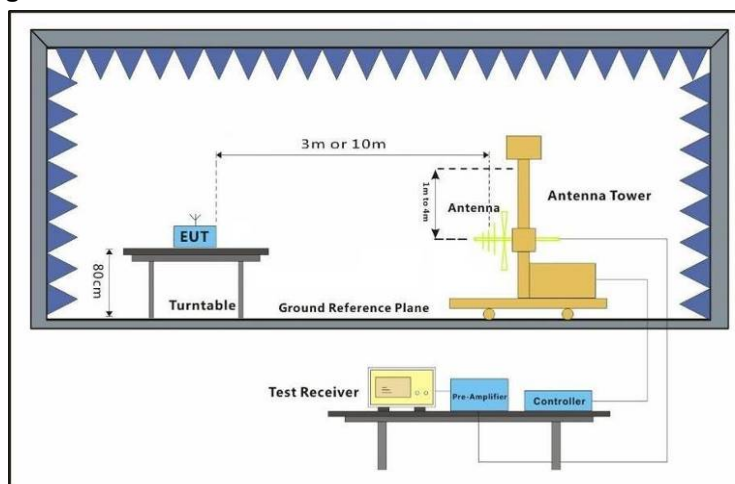 3m or 10m
1m to 4m
Antenna
Antenna Tower
EUT
80cm
Turntable
Ground Reference Plane
Test Receiver
Pre-Amplifier
Controller